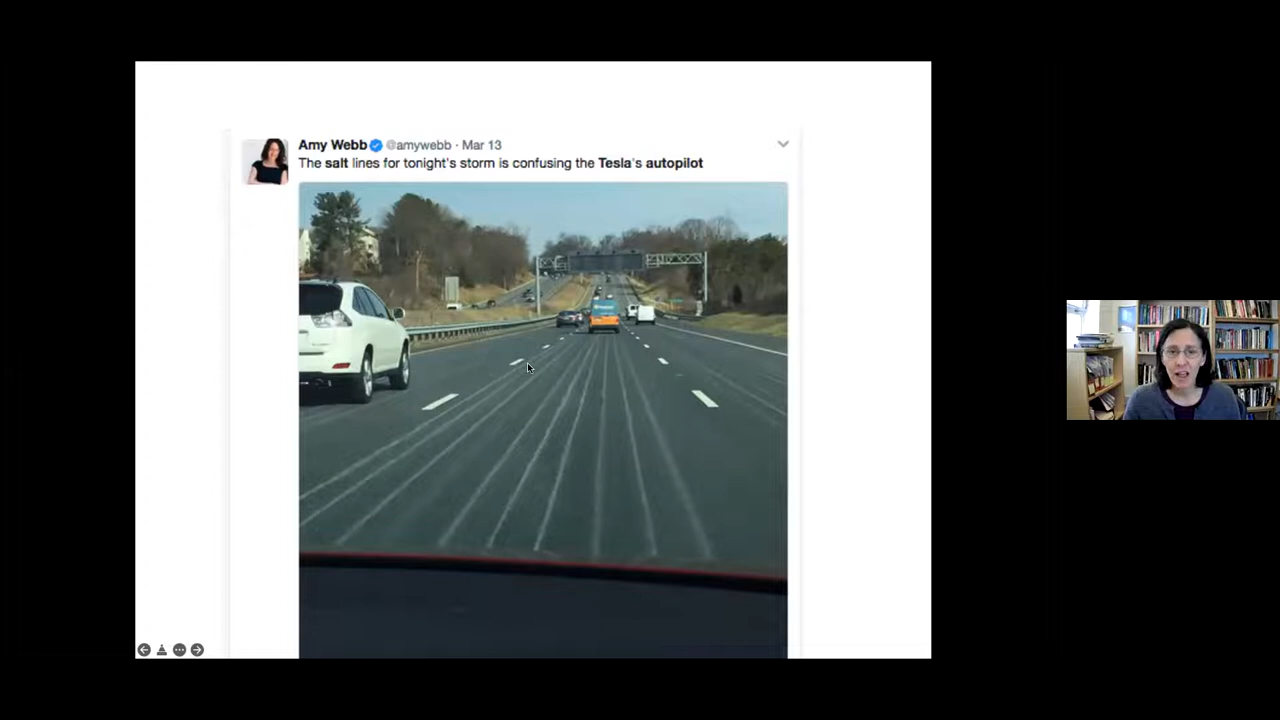 Amy Webb @amywebb · Mar 13
The salt lines for tonight's storm is confusing the Tesla's autopilot